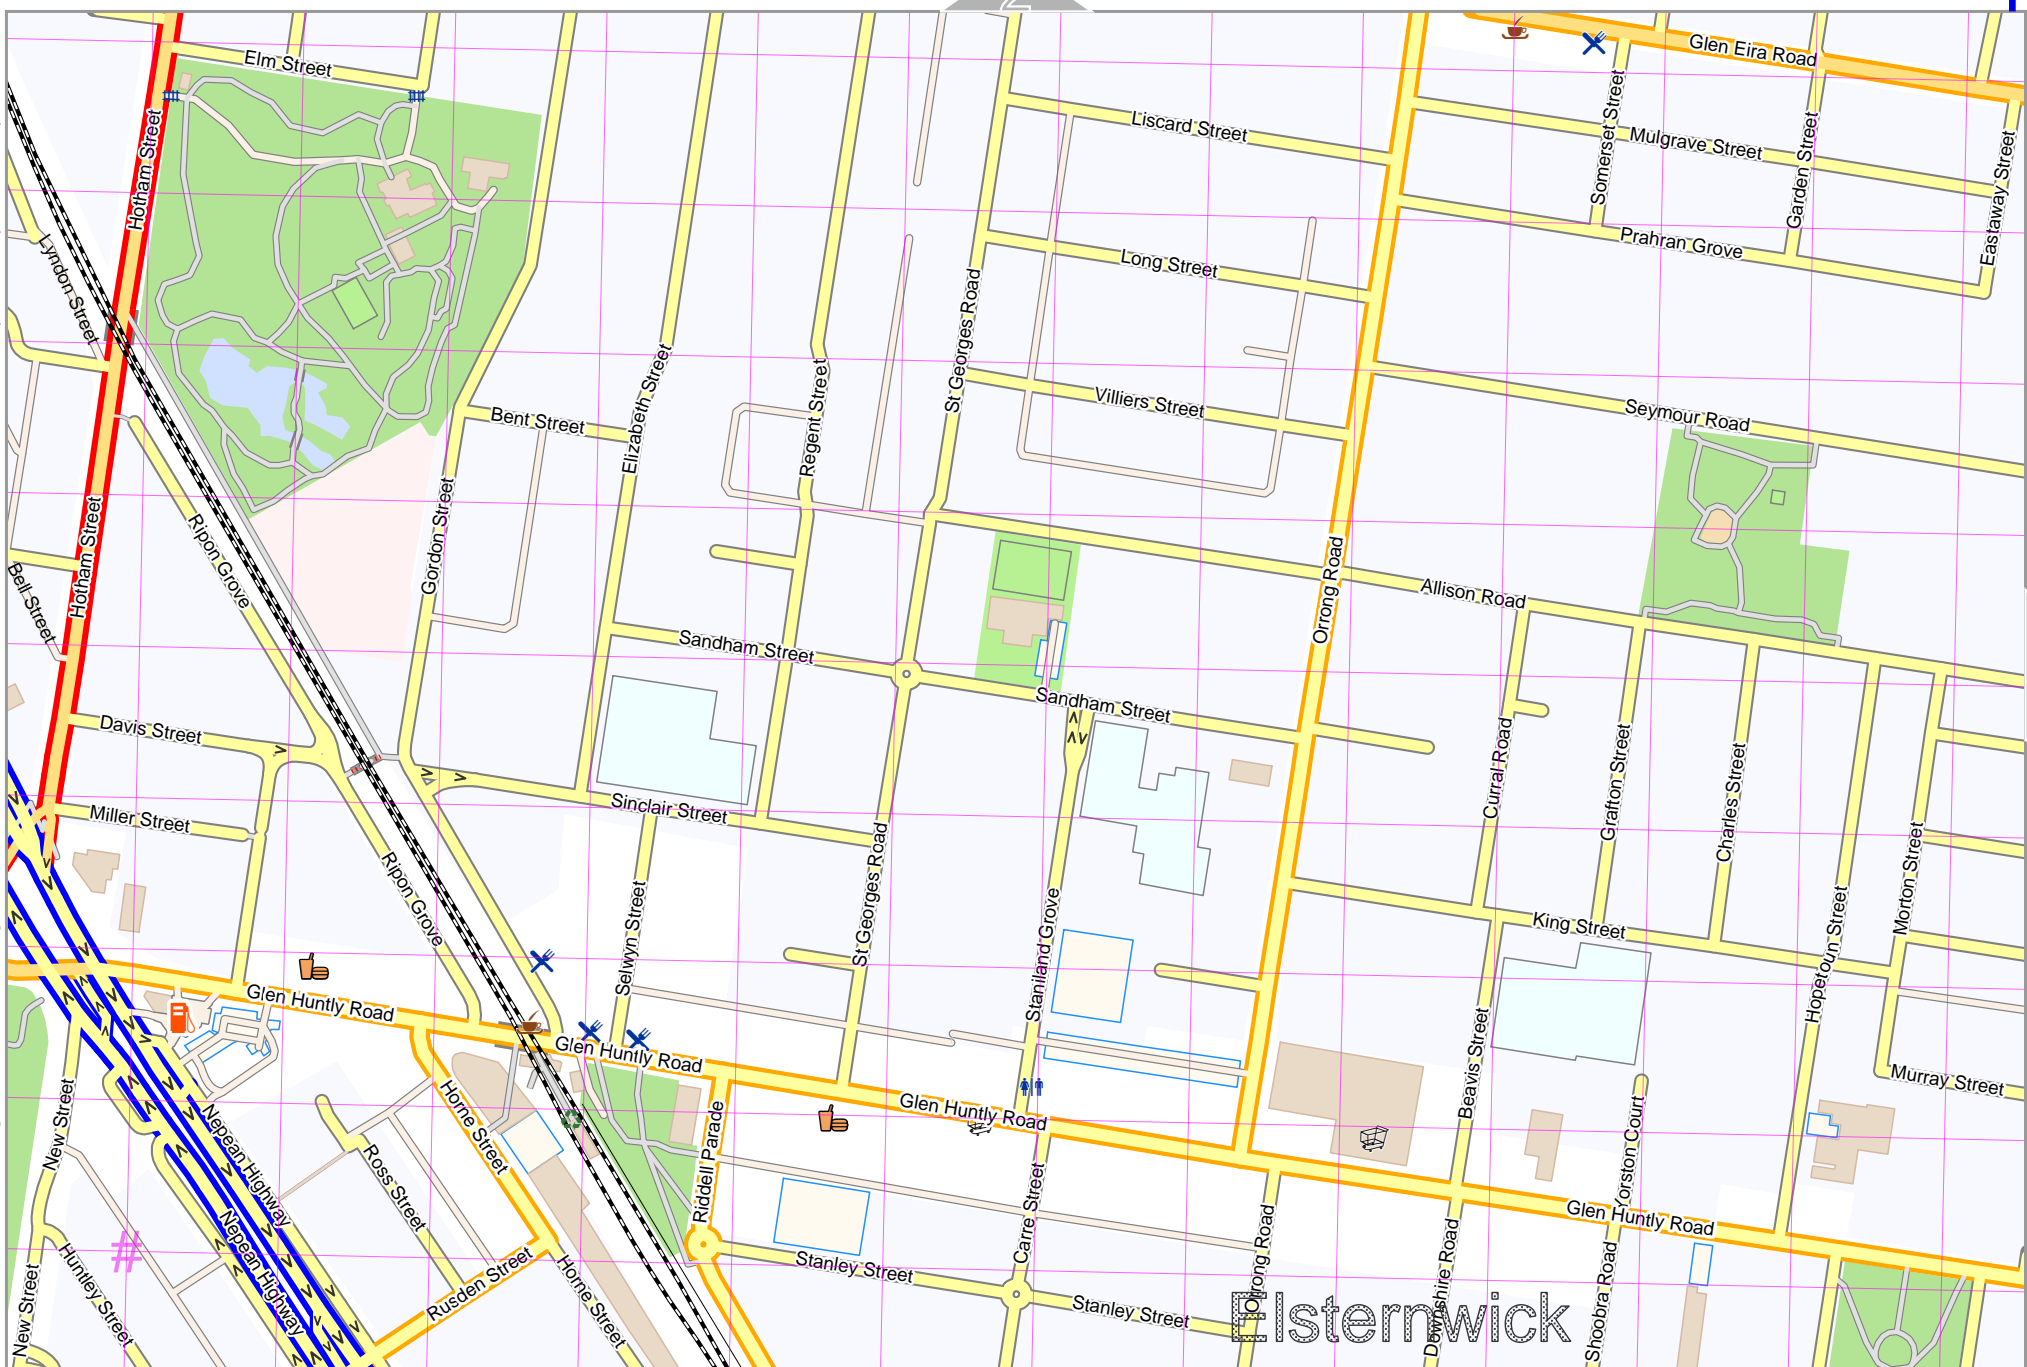 Elm Street
Glen Eira Road
Hotham Street
Liscard Street
Mulgrave Street
Somerset Street
Garden Street
Eastaway Street
Lyndon Street
Long Street
Prahran Grove
St Georges Road
Elizabeth Street
Regent Street
Villiers Street
Bent Street
Seymour Road
Gordon Street
Hotham Street
Ripon Grove
Bell Street
Orrong Road
Allison Road
Sandham Street
Sandham Street
Davis Street
Sinclair Street
Miller Street
Curral Road
Grafton Street
Charles Street
Morton Street
Hopetoun Street
Ripon Grove
Selwyn Street
St Georges Road
Staniland Grove
King Street
Glen Huntly Road
Glen Huntly Road
Glen Huntly Road
Beavis Street
Murray Street
New Street
Nepean Highway
Horne Street
Ross Street
Riddell Parade
Carre Street
Yorston Court
Glen Huntly Road
Nepean Highway
#
Huntley Street
New Street
Rusden Street
Horne Street
Stanley Street
Stanley Street
Orrong Road
Elsternwick
Downshire Road
Shoobra Road